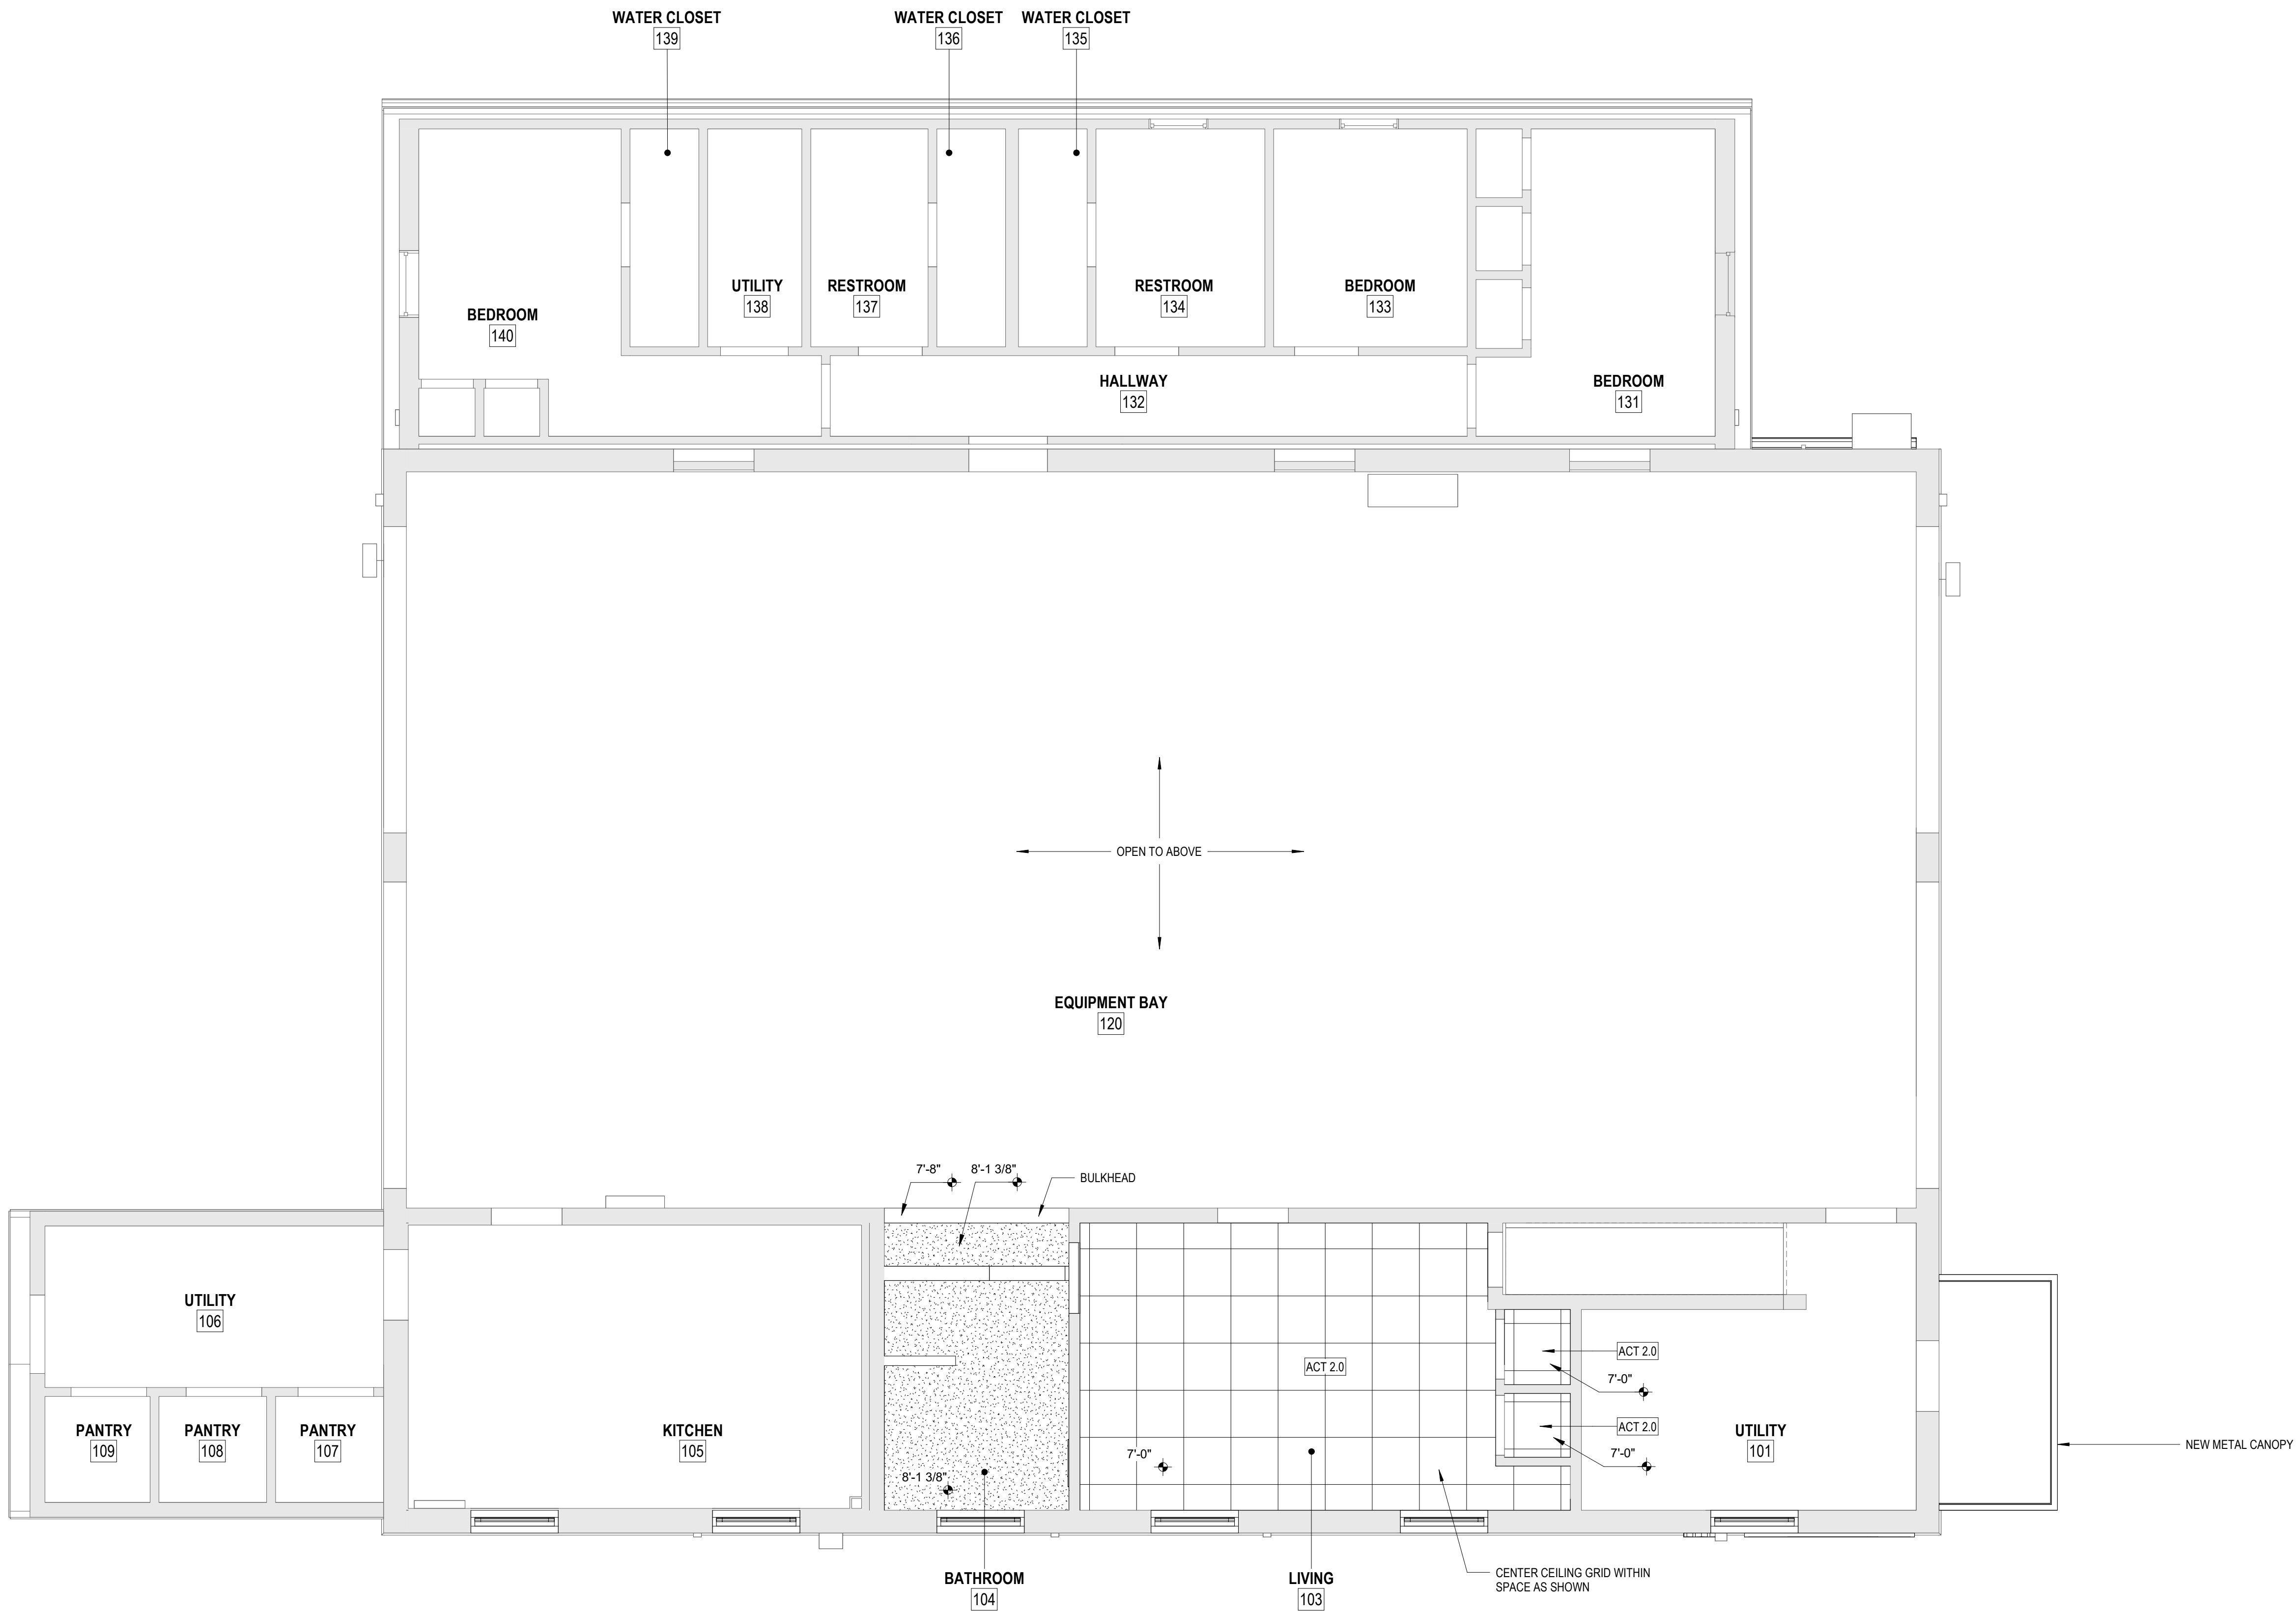 WATER CLOSET
139
WATER CLOSET
136
WATER CLOSET
135
BEDROOM
140
UTILITY
138
RESTROOM
137
RESTROOM
134
BEDROOM
133
HALLWAY
132
BEDROOM
131
OPEN TO ABOVE
EQUIPMENT BAY
120
7'-8"
8'-1 3/8"
BULKHEAD
UTILITY
106
PANTRY
109
PANTRY
108
PANTRY
107
KITCHEN
105
8'-1 3/8"
ACT 2.0
7'-0"
ACT 2.0
7'-0"
ACT 2.0
7'-0"
UTILITY
101
NEW METAL CANOPY
BATHROOM
104
LIVING
103
CENTER CEILING GRID WITHIN
SPACE AS SHOWN